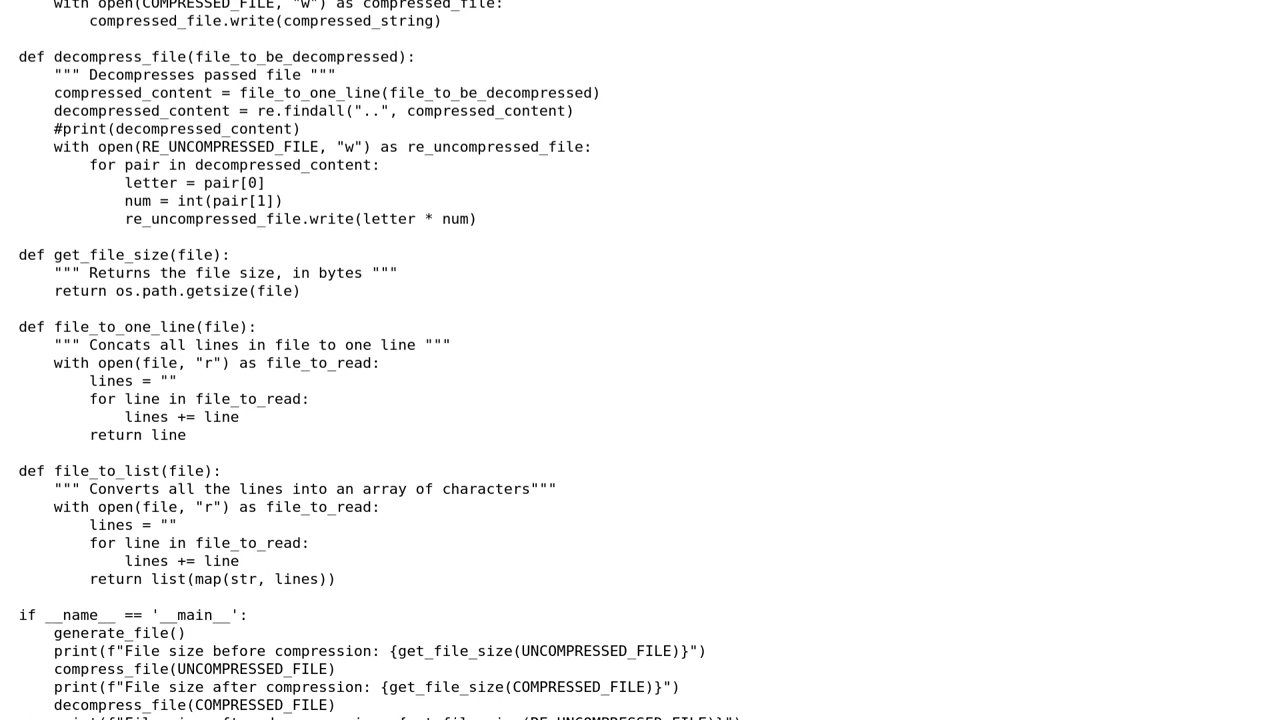 with open(COMPRESSED_FILE, "w") as compressed_file:
        compressed_file.write(compressed_string)

def decompress_file(file_to_be_decompressed):
    """ Decompresses passed file """
    compressed_content = file_to_one_line(file_to_be_decompressed)
    decompressed_content = re.findall("..", compressed_content)
    #print(decompressed_content)
    with open(RE_UNCOMPRESSED_FILE, "w") as re_uncompressed_file:
        for pair in decompressed_content:
            letter = pair[0]
            num = int(pair[1])
            re_uncompressed_file.write(letter * num)

def get_file_size(file):
    """ Returns the file size, in bytes """
    return os.path.getsize(file)

def file_to_one_line(file):
    """ Concats all lines in file to one line """
    with open(file, "r") as file_to_read:
        lines = ""
        for line in file_to_read:
            lines += line
        return line

def file_to_list(file):
    """ Converts all the lines into an array of characters"""
    with open(file, "r") as file_to_read:
        lines = ""
        for line in file_to_read:
            lines += line
        return list(map(str, lines))

if __name__ == '__main__':
    generate_file()
    print(f"File size before compression: {get_file_size(UNCOMPRESSED_FILE)}")
    compress_file(UNCOMPRESSED_FILE)
    print(f"File size after compression: {get_file_size(COMPRESSED_FILE)}")
    decompress_file(COMPRESSED_FILE)